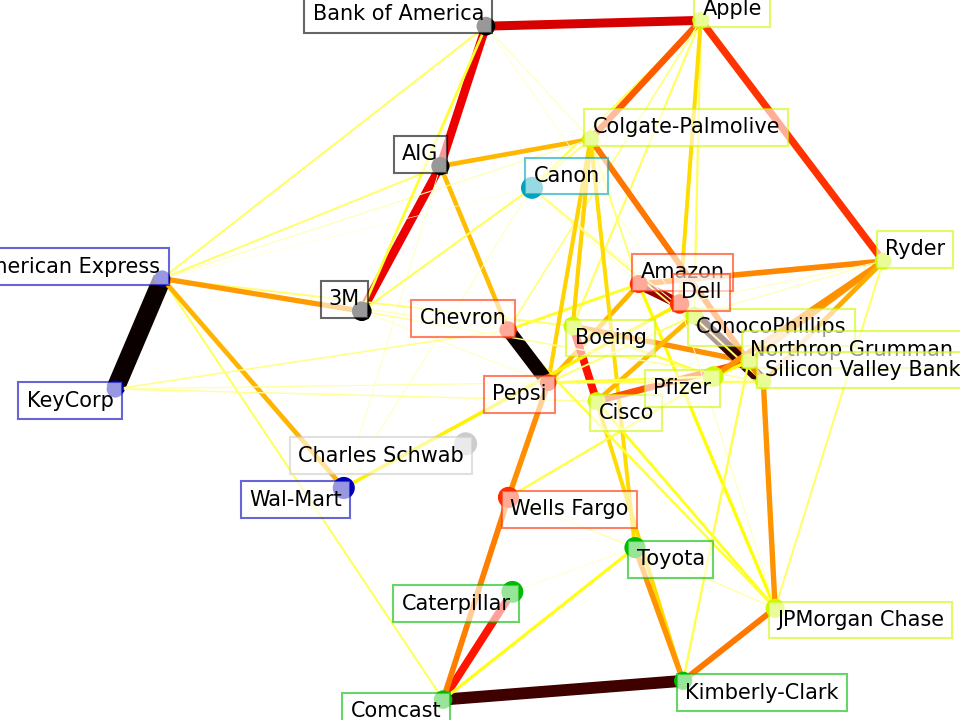 Bank of America
Apple
Colgate-Palmolive
AIG
Canon
Ryder
merican Express
Amazon
3M
Dell
Chevron
ConocoPhillips
Boeing
Northrop Grumman
Silicon Valley Bank
Pepsi
Pfizer
KeyCorp
Cisco
Charles Schwab
Wal-Mart
Wells Fargo
Toyota
Caterpillar
JPMorgan Chase
Kimberly-Clark
Comcast